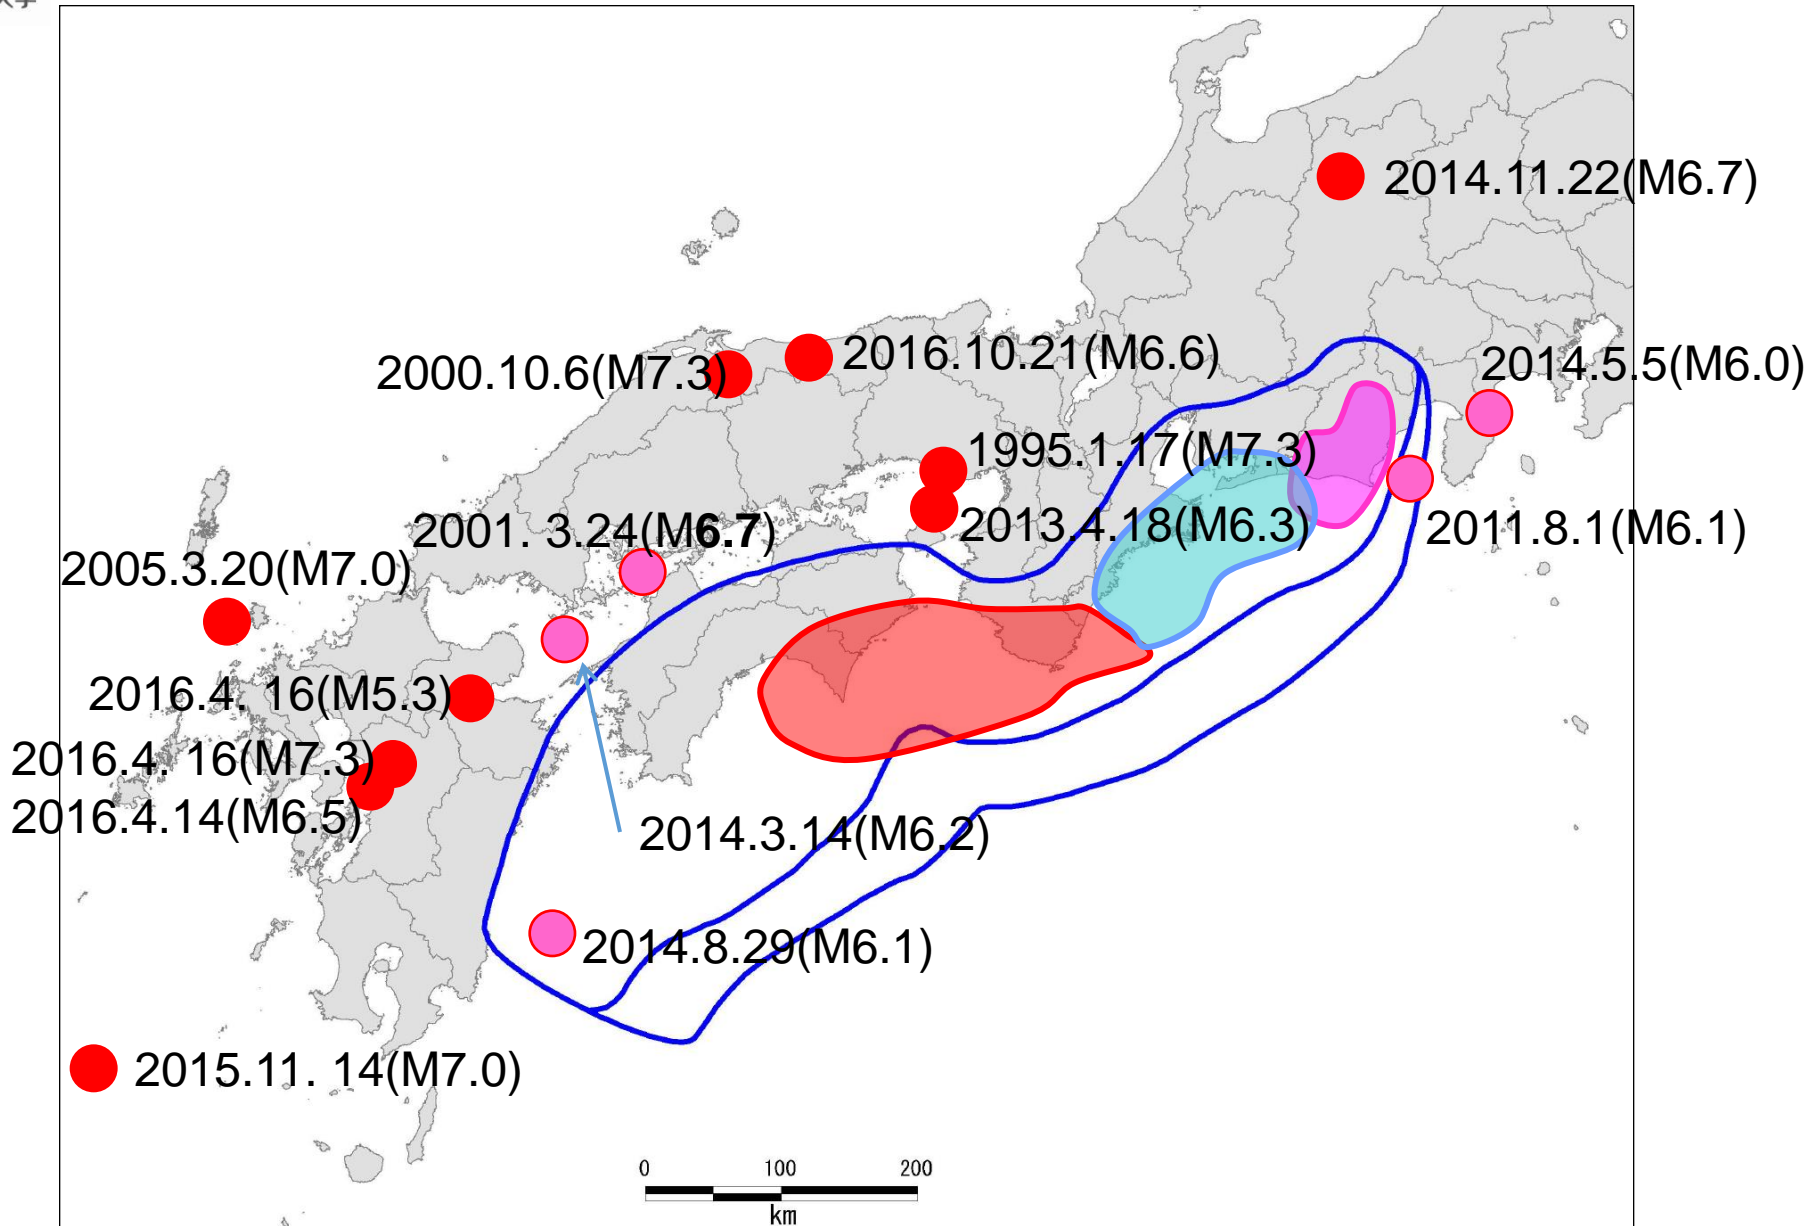 2014.11.22(M6.7)
2000.10.6(M7.3)
2016.10.21(M6.6)
2014.5.5(M6.0)
1995.1.17(M7.3)
2001. 3.24(M6.7)
2013.4.18(M6.3)
2011.8.1(M6.1)
2005.3.20(M7.0)
2016.4. 16(M5.3)
2016.4. 16(M7.3)
2016.4.14(M6.5)
2014.3.14(M6.2)
2014.8.29(M6.1)
2015.11. 14(M7.0)
0 100 200
km